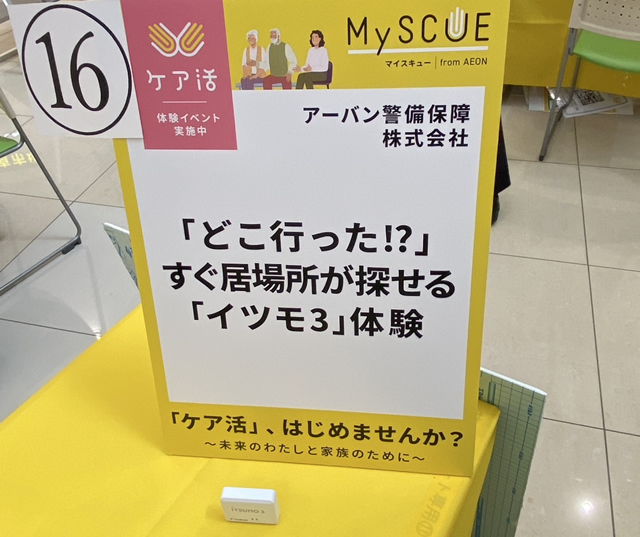 16
ケア活
体験イベント
実施中
MySCUE
マイスキュー | from AEON
アーバン警備保障
株式会社
「どこ行った!?」
すぐ居場所が探せる
「イツモ3」体験
「ケア活」、はじめませんか?
～未来のわたしと家族のために～
iTSUMO 3